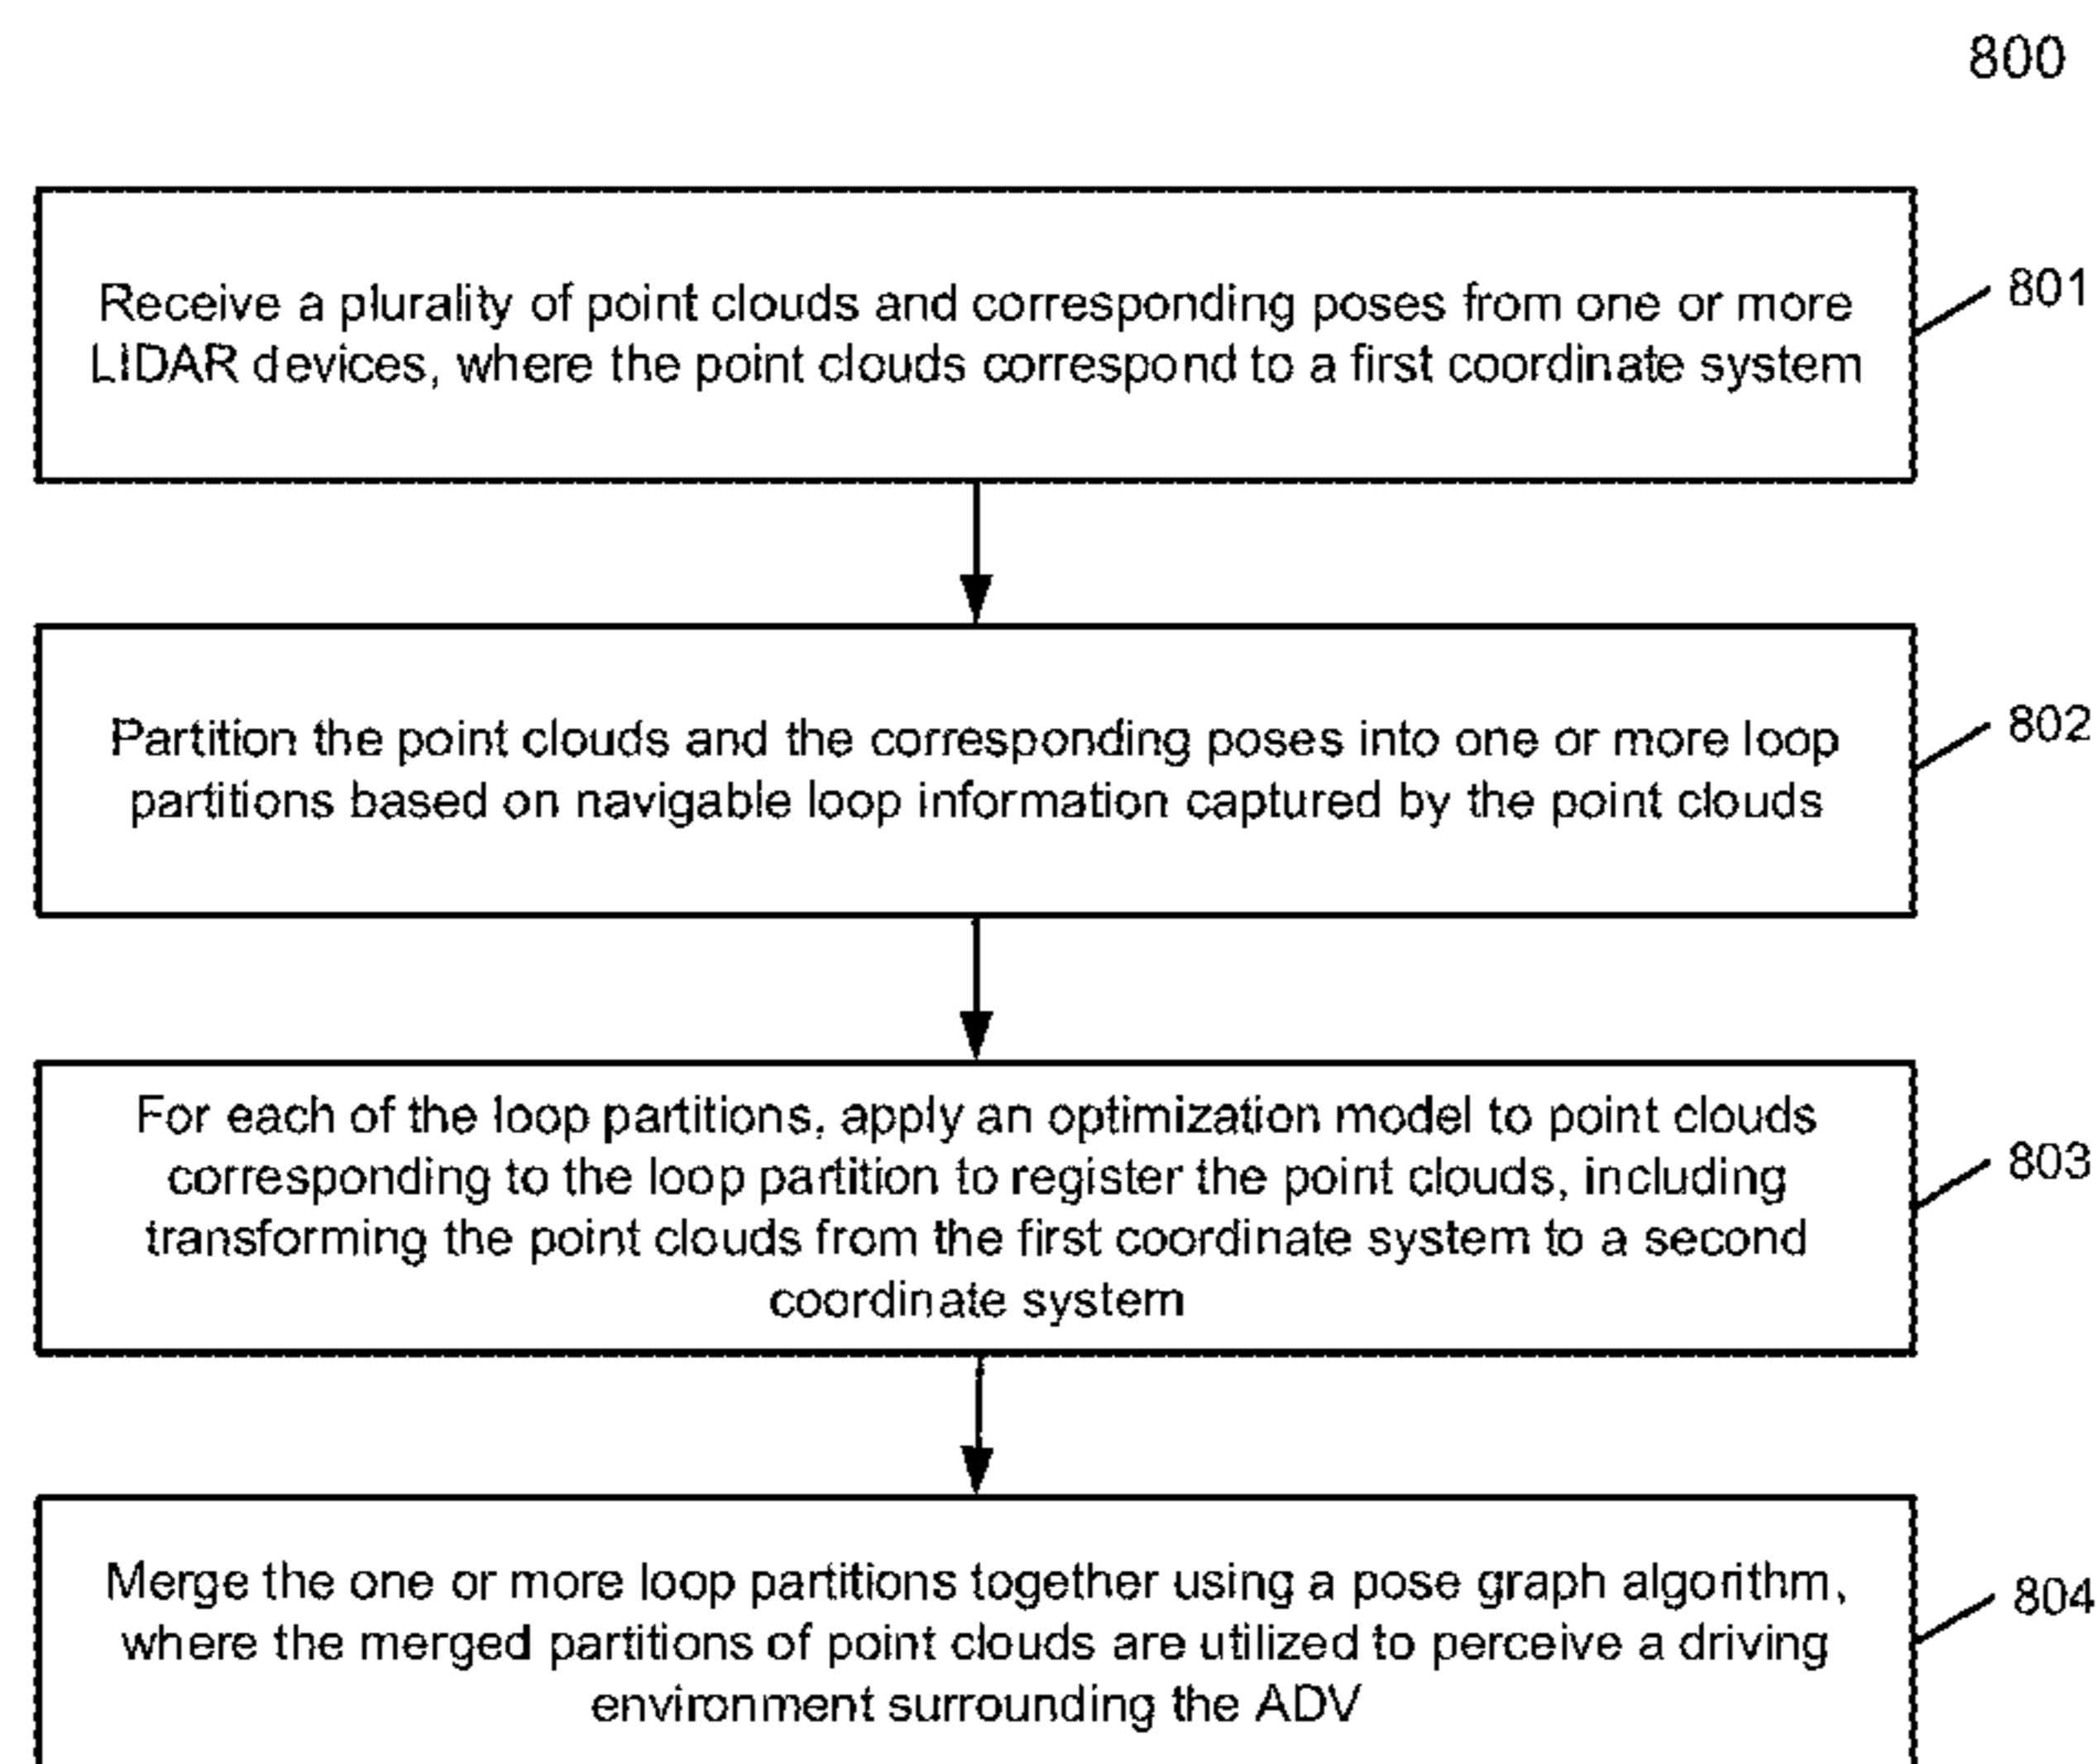 800
Receive a plurality of point clouds and corresponding poses from one or more
LIDAR devices, where the point clouds correspond to a first coordinate system
801
Partition the point clouds and the corresponding poses into one or more loop
partitions based on navigable loop information captured by the point clouds
802
For each of the loop partitions, apply an optimization model to point clouds
corresponding to the loop partition to register the point clouds, including
transforming the point clouds from the first coordinate system to a second
coordinate system
803
Merge the one or more loop partitions together using a pose graph algorithm,
where the merged partitions of point clouds are utilized to perceive a driving
environment surrounding the ADV
804